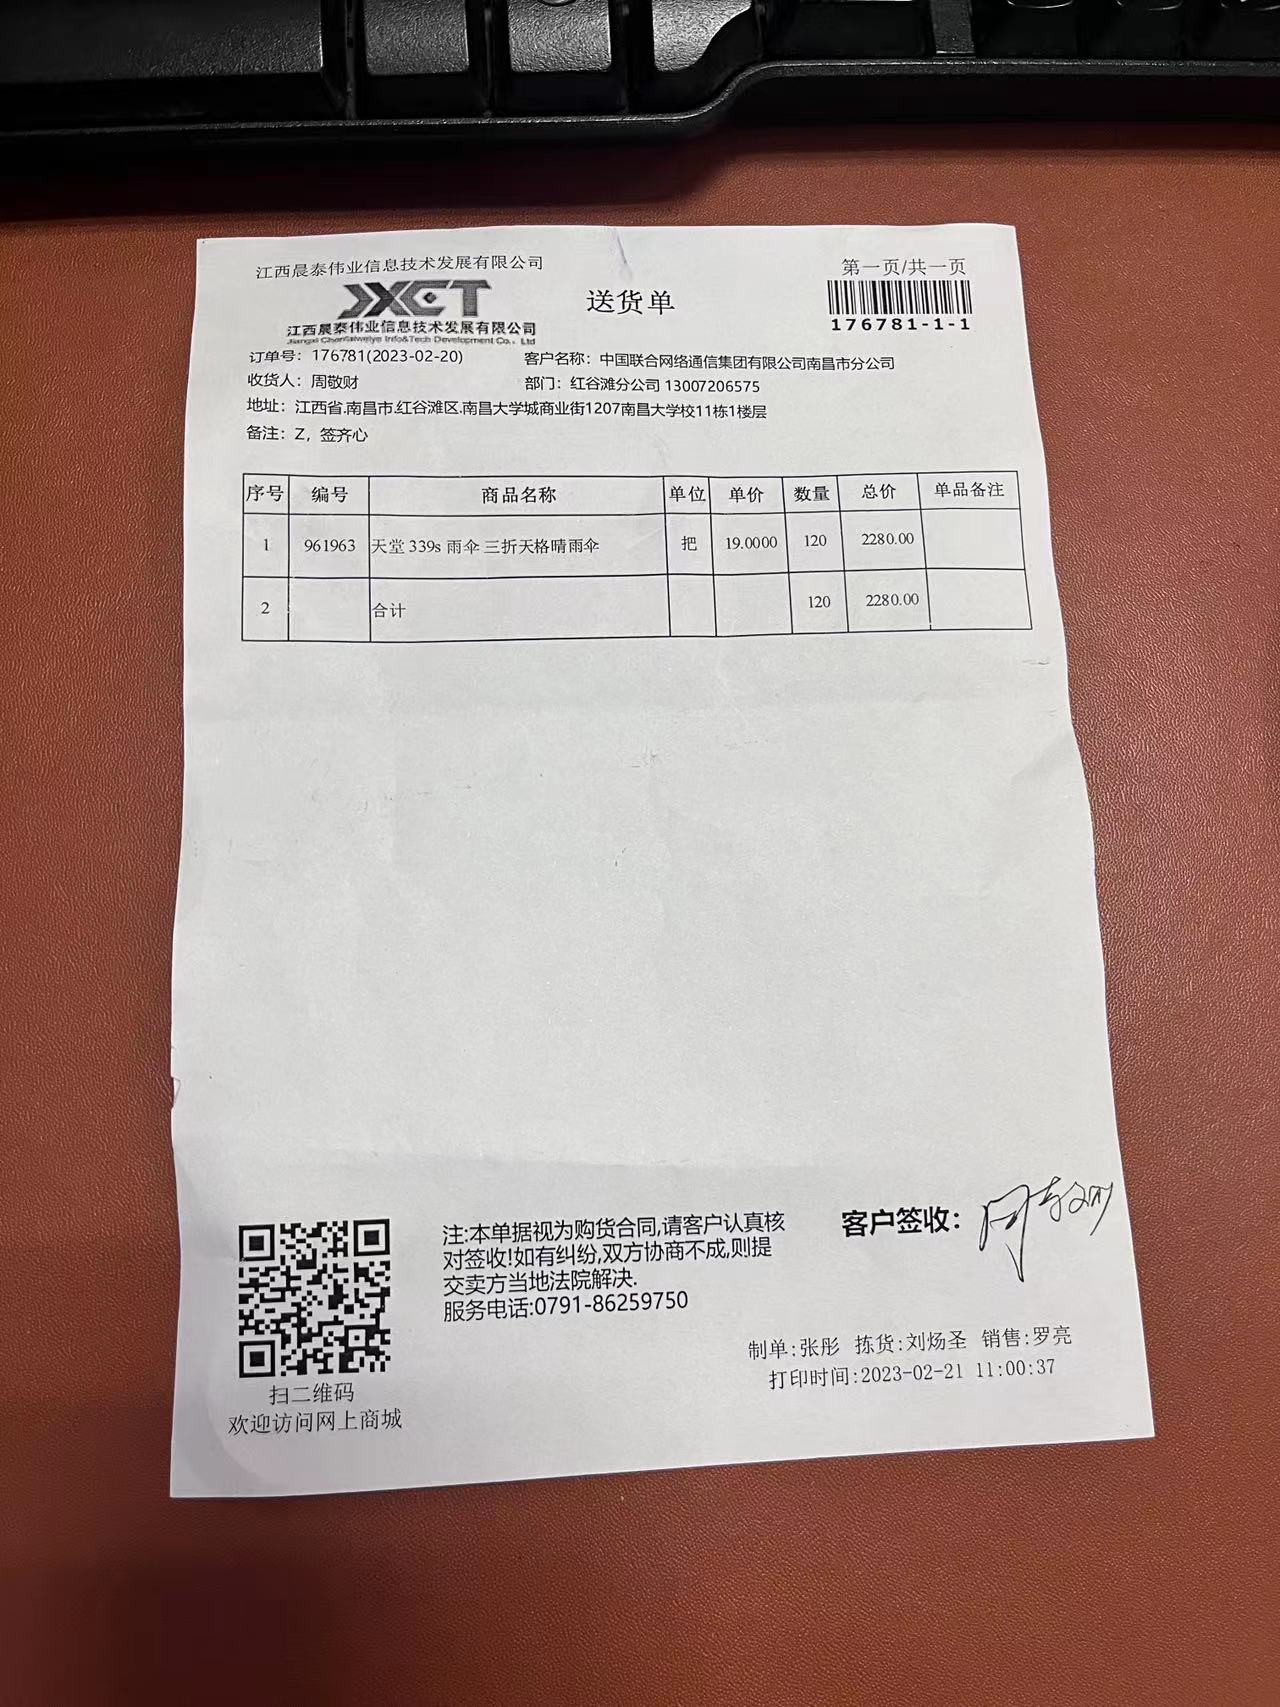 江西晨泰伟业信息技术发展有限公司
第一页/共一页
JXCT
送货单
176781-1-1
江西晨泰伟业信息技术发展有限公司
Jiangxi Chentaiweiye Info&Tech Development Co., Ltd
订单号：176781(2023-02-20)
客户名称：中国联合网络通信集团有限公司南昌市分公司
收货人：周敬财
部门：红谷滩分公司 13007206575
地址：江西省.南昌市.红谷滩区.南昌大学城商业街1207南昌大学校11栋1楼层
备注：Z，签齐心
序号 编号 商品名称 单位 单价 数量 总价 单品备注
1 961963 天堂 339s 雨伞 三折天格晴雨伞 把 19.0000 120 2280.00
2 合计 120 2280.00
注:本单据视为购货合同,请客户认真核
对签收!如有纠纷,双方协商不成,则提
交卖方当地法院解决.
服务电话:0791-86259750
客户签收： 周敬财
扫二维码
欢迎访问网上商城
制单:张彤 拣货:刘炀圣 销售:罗亮
打印时间:2023-02-21 11:00:37